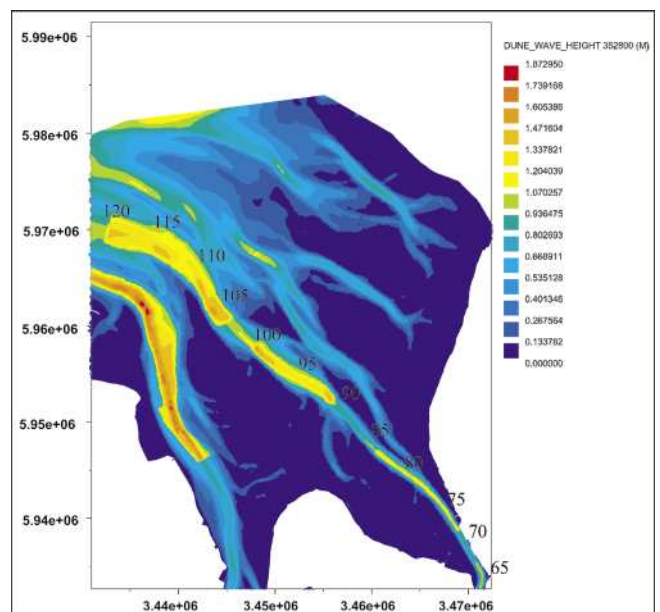 DUNE_WAVE_HEIGHT 352800 (M)
1.872950
1.739168
1.605386
1.471604
1.337821
1.204039
1.070257
0.936475
0.802693
0.668911
0.535128
0.401346
0.267564
0.133782
0.000000
5.99e+06
5.98e+06
5.97e+06
5.96e+06
5.95e+06
5.94e+06
120
115
110
105
100
95
90
85
80
75
70
65
3.44e+06
3.45e+06
3.46e+06
3.47e+06